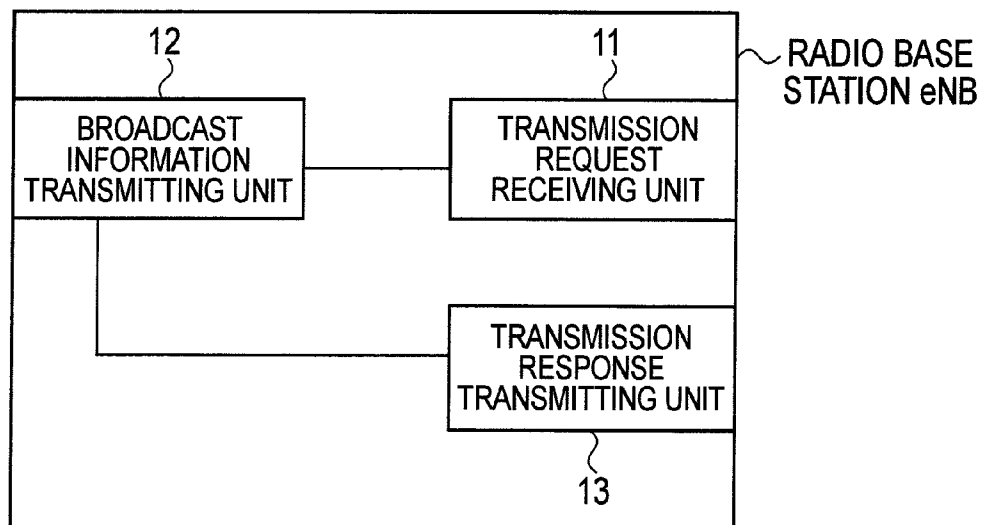 12
11
RADIO BASE
STATION eNB
BROADCAST
INFORMATION
TRANSMITTING UNIT
TRANSMISSION
REQUEST
RECEIVING UNIT
TRANSMISSION
RESPONSE
TRANSMITTING UNIT
13